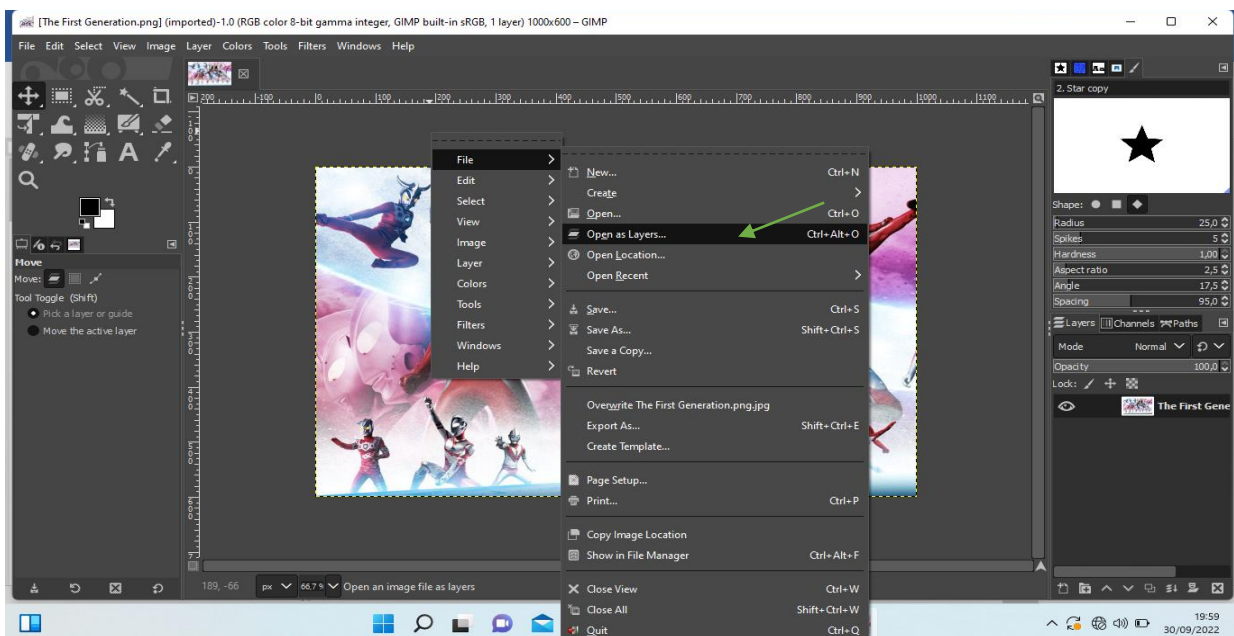 [The First Generation.png] (imported)-1.0 (RGB color 8-bit gamma integer, GIMP built-in sRGB, 1 layer) 1000x600 – GIMP
File Edit Select View Image Layer Colors Tools Filters Windows Help
2. Star copy
Shape:
Radius 25,0
Spikes 5
Hardness 1,00
Aspect ratio 2,5
Angle 17,5
Spacing 95,0
Layers Channels Paths
Mode Normal
Opacity 100,0
Lock:
The First Gene
Move
Move:
Tool Toggle (Shift)
Pick a layer or guide
Move the active layer
File
Edit
Select
View
Image
Layer
Colors
Tools
Filters
Windows
Help
New... Ctrl+N
Create
Open... Ctrl+O
Open as Layers... Ctrl+Alt+O
Open Location...
Open Recent
Save... Ctrl+S
Save As... Shift+Ctrl+S
Save a Copy...
Revert
Overwrite The First Generation.png.jpg
Export As... Shift+Ctrl+E
Create Template...
Page Setup...
Print... Ctrl+P
Copy Image Location
Show in File Manager Ctrl+Alt+F
Close View Ctrl+W
Close All Shift+Ctrl+W
Quit Ctrl+Q
189, -66 px 66,7 % Open an image file as layers
19:59
30/09/2022